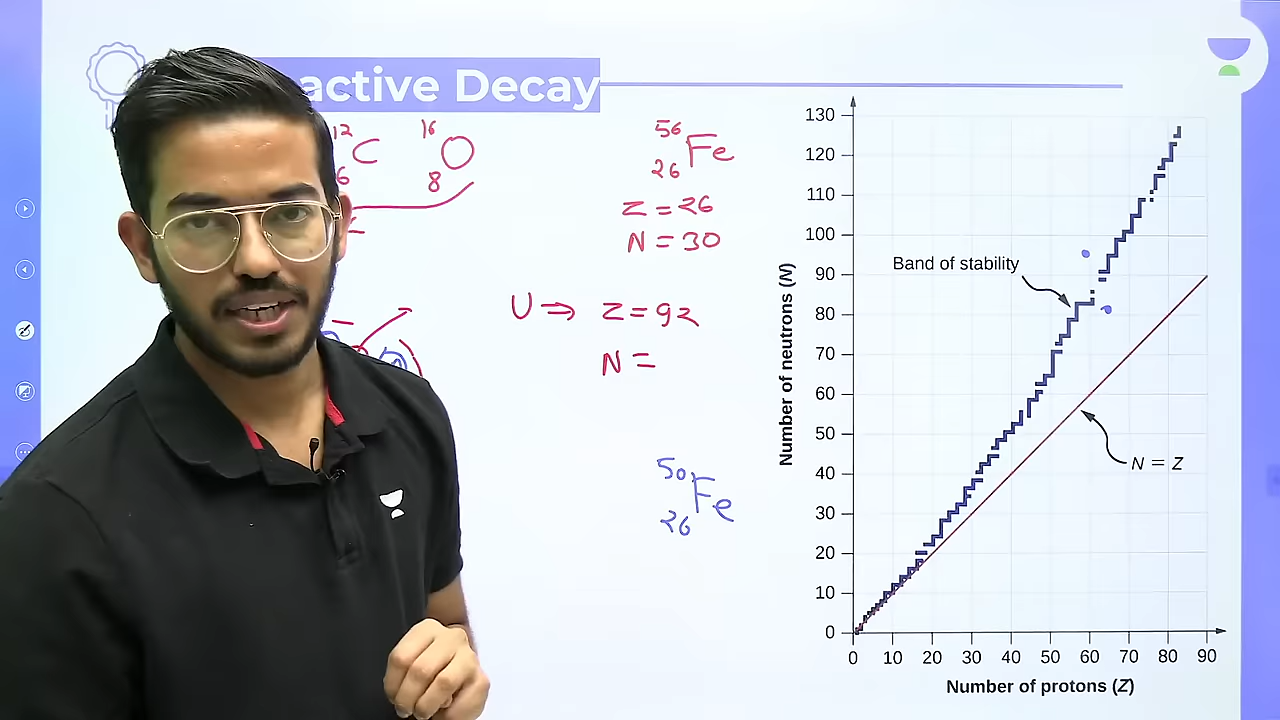 active Decay
12
6 C
16
8 O
56
26 Fe
Z = 26
N = 30
U ⇒ Z = 92
N =
50
26 Fe
Number of neutrons (N)
130
120
110
100
90
80
70
60
50
40
30
20
10
0
Band of stability
N = Z
0 10 20 30 40 50 60 70 80 90
Number of protons (Z)